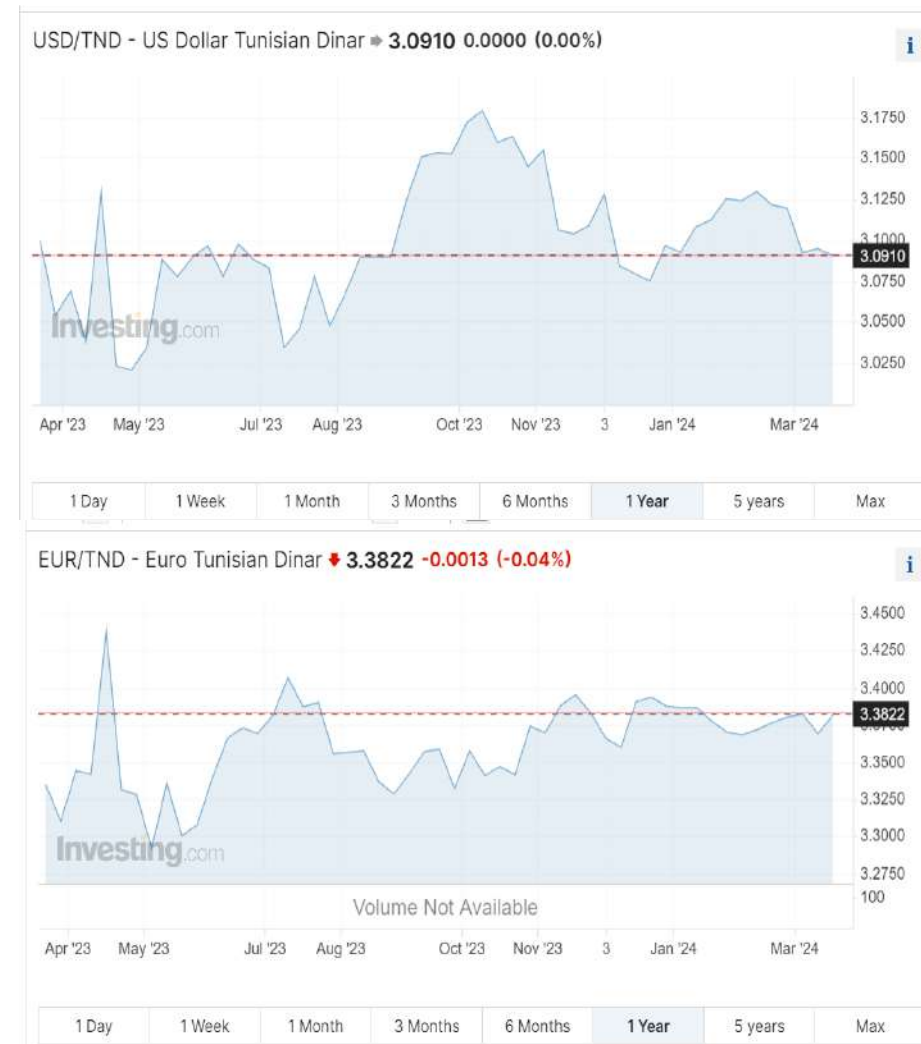 USD/TND - US Dollar Tunisian Dinar 3.0910 0.0000 (0.00%)
i
3.1750
3.1500
3.1250
3.1000
3.0910
3.0750
3.0500
3.0250
Investing.com
Apr '23 May '23 Jul '23 Aug '23 Oct '23 Nov '23 3 Jan '24 Mar '24
1 Day 1 Week 1 Month 3 Months 6 Months 1 Year 5 years Max
EUR/TND - Euro Tunisian Dinar 3.3822 -0.0013 (-0.04%)
i
3.4500
3.4250
3.4000
3.3822
3.3500
3.3250
3.3000
3.2750
Investing.com
100
Volume Not Available
Apr '23 May '23 Jul '23 Aug '23 Oct '23 Nov '23 3 Jan '24 Mar '24
1 Day 1 Week 1 Month 3 Months 6 Months 1 Year 5 years Max